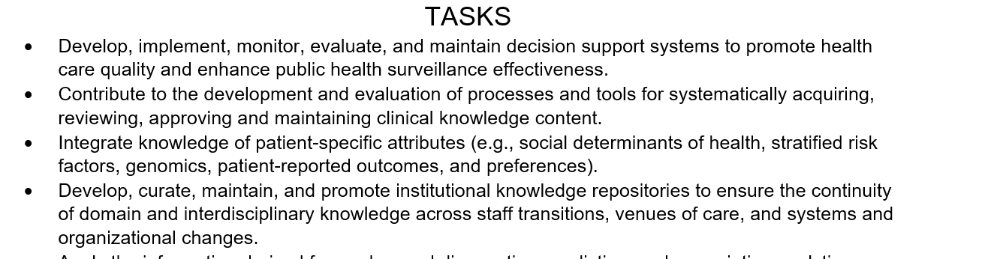 TASKS
• Develop, implement, monitor, evaluate, and maintain decision support systems to promote health
care quality and enhance public health surveillance effectiveness.
• Contribute to the development and evaluation of processes and tools for systematically acquiring,
reviewing, approving and maintaining clinical knowledge content.
• Integrate knowledge of patient-specific attributes (e.g., social determinants of health, stratified risk
factors, genomics, patient-reported outcomes, and preferences).
• Develop, curate, maintain, and promote institutional knowledge repositories to ensure the continuity
of domain and interdisciplinary knowledge across staff transitions, venues of care, and systems and
organizational changes.